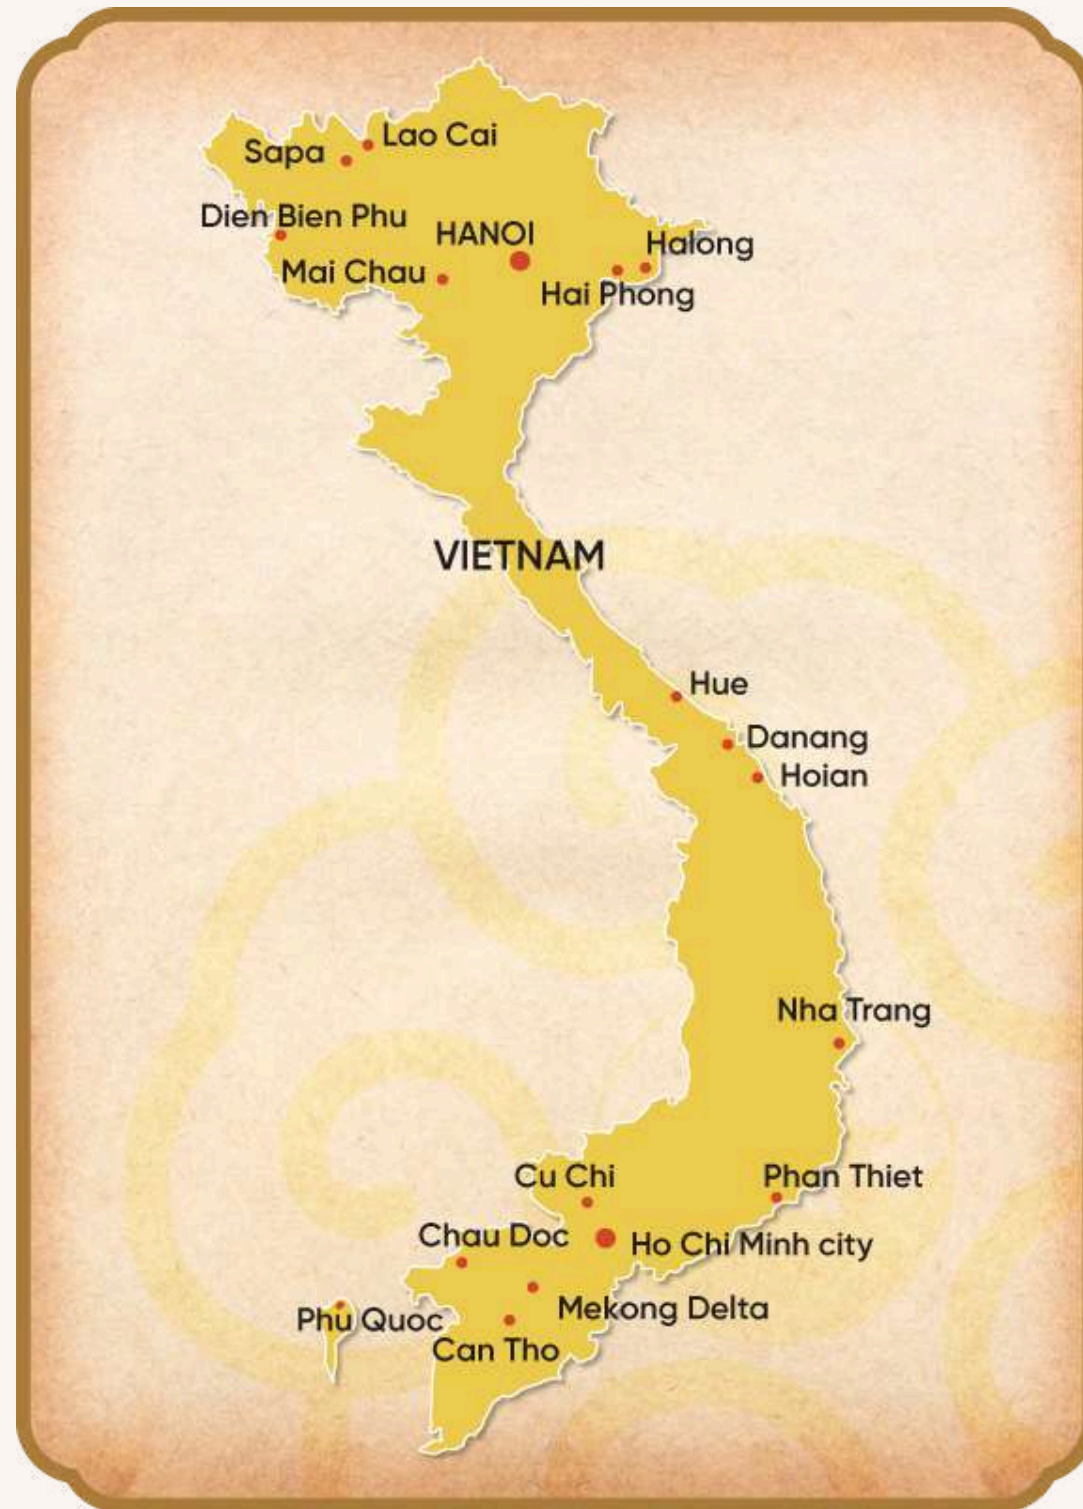 Lao Cai
Sapa
Dien Bien Phu
HANOI
Halong
Mai Chau
Hai Phong
VIETNAM
Hue
Danang
Hoian
Nha Trang
Cu Chi
Phan Thiet
Chau Doc
Ho Chi Minh city
Mekong Delta
Phu Quoc
Can Tho